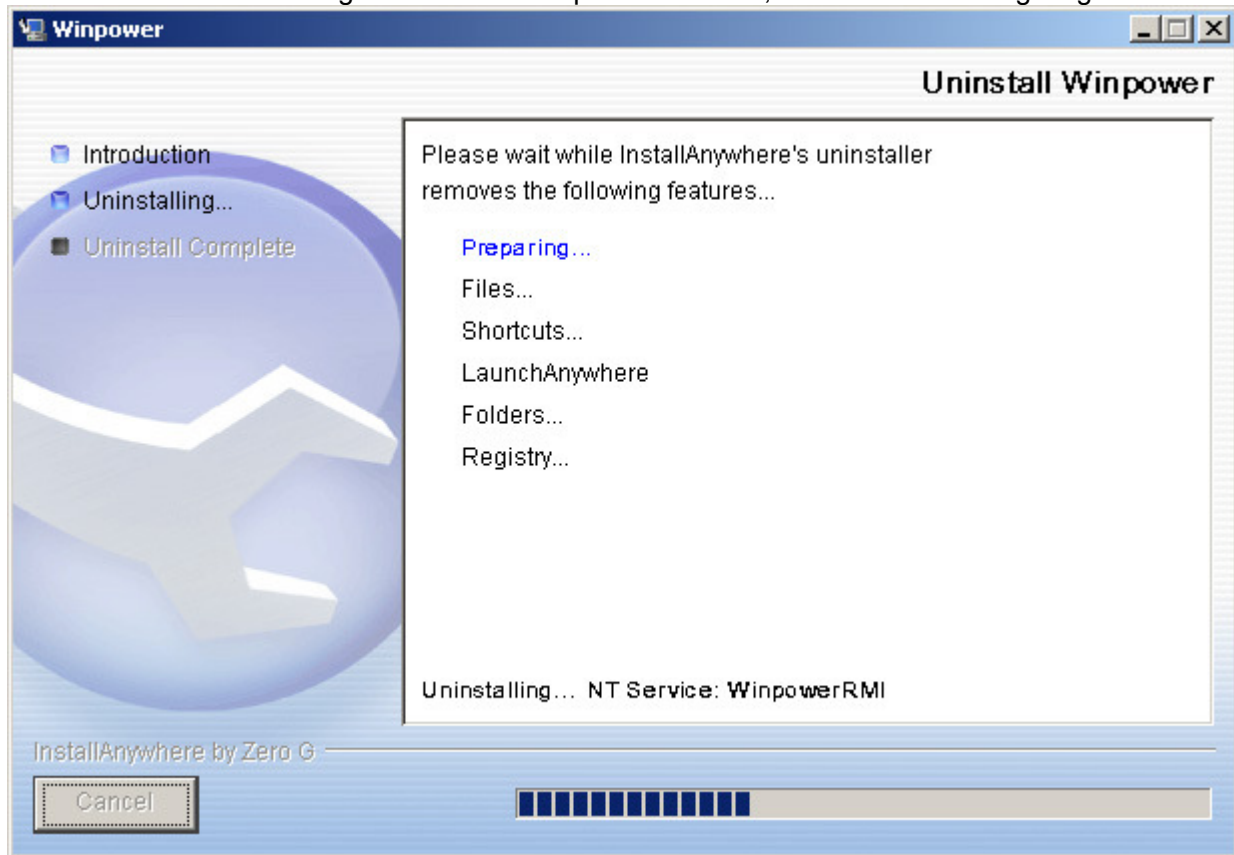 Winpower
Uninstall Winpower
Introduction
Uninstalling...
Uninstall Complete
Please wait while InstallAnywhere's uninstaller
removes the following features...
Preparing...
Files...
Shortcuts...
LaunchAnywhere
Folders...
Registry...
Uninstalling... NT Service: WinpowerRMI
InstallAnywhere by Zero G
Cancel